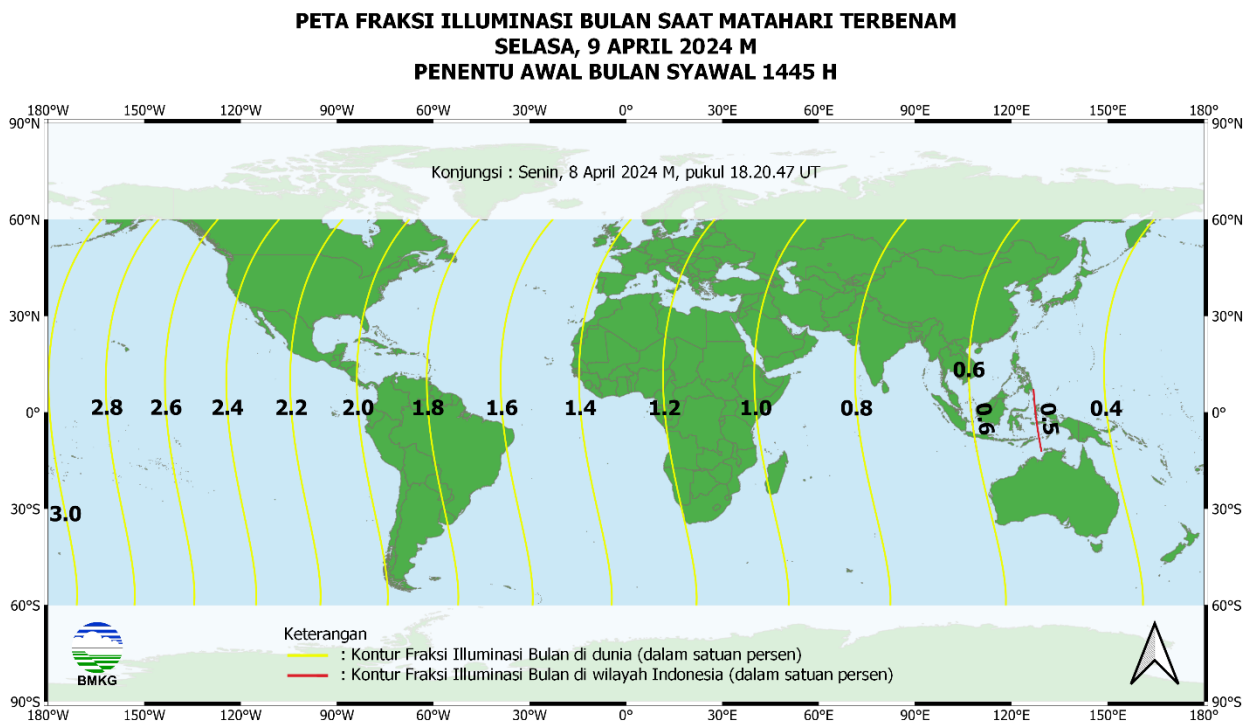 PETA FRAKSI ILLUMINASI BULAN SAAT MATAHARI TERBENAM
SELASA, 9 APRIL 2024 M
PENENTU AWAL BULAN SYAWAL 1445 H
180°W 150°W 120°W 90°W 60°W 30°W 0° 30°E 60°E 90°E 120°E 150°E 180°
90°N 90°N
Konjungsi : Senin, 8 April 2024 M, pukul 18.20.47 UT
60°N 60°N
30°N 30°N
0.6
0° 2.8 2.6 2.4 2.2 2.0 1.8 1.6 1.4 1.2 1.0 0.8 0.6 0.5 0.4 0°
30°S 3.0 30°S
60°S 60°S
Keterangan
: Kontur Fraksi Illuminasi Bulan di dunia (dalam satuan persen)
: Kontur Fraksi Illuminasi Bulan di wilayah Indonesia (dalam satuan persen)
BMKG
90°S 90°S
180°W 150°W 120°W 90°W 60°W 30°W 0° 30°E 60°E 90°E 120°E 150°E 180°